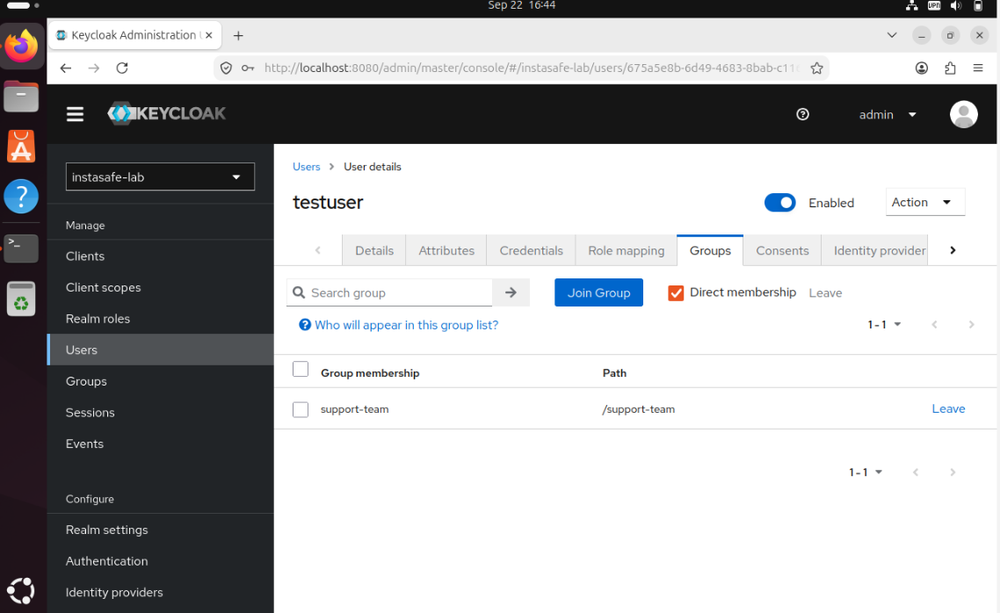 Sep 22 16:44
VPN
Keycloak Administration
http://localhost:8080/admin/master/console/#/instasafe-lab/users/675a5e8b-6d49-4683-8bab-c11
KEYCLOAK
admin
instasafe-lab
Manage
Clients
Client scopes
Realm roles
Users
Groups
Sessions
Events
Configure
Realm settings
Authentication
Identity providers
Users > User details
testuser
Enabled
Action
Details Attributes Credentials Role mapping Groups Consents Identity provider
Search group
Join Group
Direct membership
Leave
Who will appear in this group list?
1 - 1
Group membership Path
support-team /support-team Leave
1 - 1